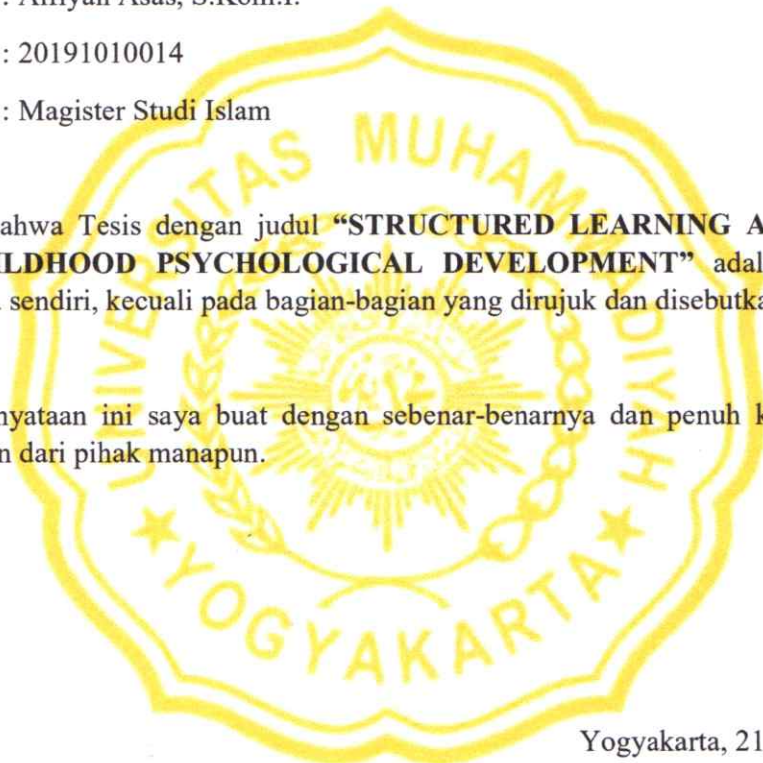 : Asas, S.Kom.I.
: 20191010014
: Magister Studi Islam
UNIVERSITAS MUHAMMADIYAH
ahwa Tesis dengan judul “STRUCTURED LEARNING A
ILDHOOD PSYCHOLOGICAL DEVELOPMENT” adal
sendiri, kecuali pada bagian-bagian yang dirujuk dan disebutka
nyataan ini saya buat dengan sebenar-benarnya dan penuh k
n dari pihak manapun.
YOGYAKARTA
Yogyakarta, 21